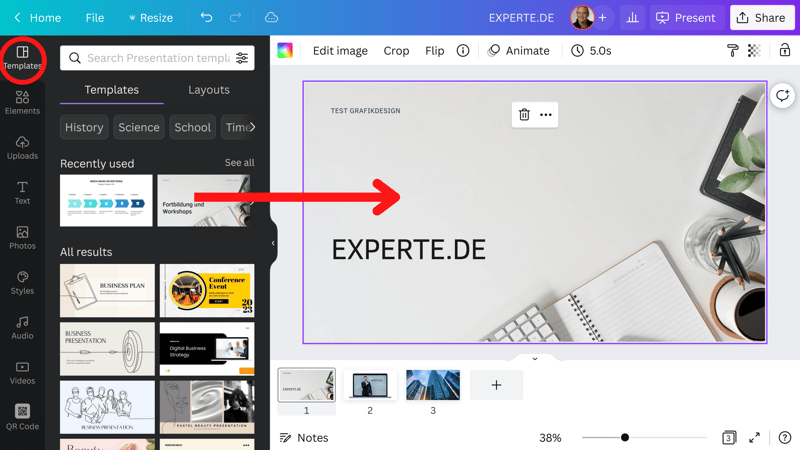 Home File Resize EXPERTE.DE + Present Share
Templates
Elements
Uploads
Text
Photos
Styles
Audio
Videos
QR Code
Search Presentation templa
Templates Layouts
History Science School Time
Recently used See all
Fortbildung und
Workshops
All results
BUSINESS PLAN
Conference
Event
START
2023
BUSINESS
PRESENTATION
Digital Business
Strategy
BUSINESS PRESENTATION
PASTEL BEAUTY PRESENTATION
Beauty
Edit image Crop Flip Animate 5.0s
TEST GRAFIKDESIGN
EXPERTE.DE
EXPERTE.DE
+
1 2 3
Notes 38% 3 ?